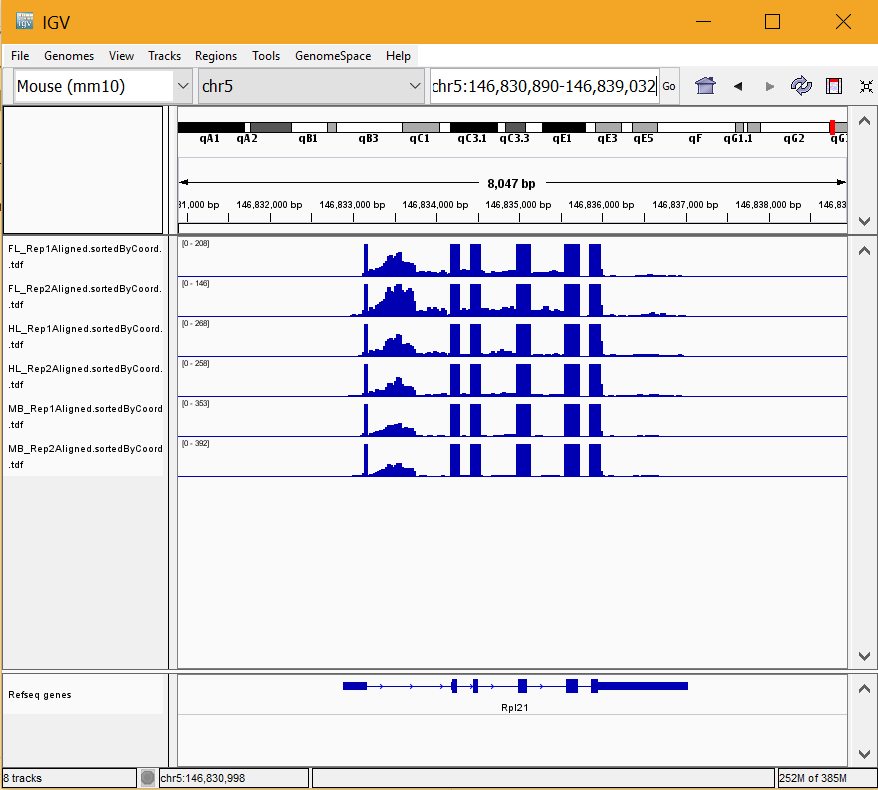 IGV
File Genomes View Tracks Regions Tools GenomeSpace Help
Mouse (mm10) chr5 chr5:146,830,890-146,839,032 Go
qA1 qA2 qB1 qB3 qC1 qC3.1 qC3.3 qE1 qE3 qE5 qF qG1.1 qG2 qG
8,047 bp
31,000 bp 146,832,000 bp 146,833,000 bp 146,834,000 bp 146,835,000 bp 146,836,000 bp 146,837,000 bp 146,838,000 bp 146,83
[0 - 208]
FL_Rep1Aligned.sortedByCoord.
.tdf
[0 - 146]
FL_Rep2Aligned.sortedByCoord.
.tdf
[0 - 268]
HL_Rep1Aligned.sortedByCoord.
.tdf
[0 - 258]
HL_Rep2Aligned.sortedByCoord.
.tdf
[0 - 353]
MB_Rep1Aligned.sortedByCoord
.tdf
[0 - 392]
MB_Rep2Aligned.sortedByCoord
.tdf
Refseq genes
Rpl21
8 tracks chr5:146,830,998 252M of 385M